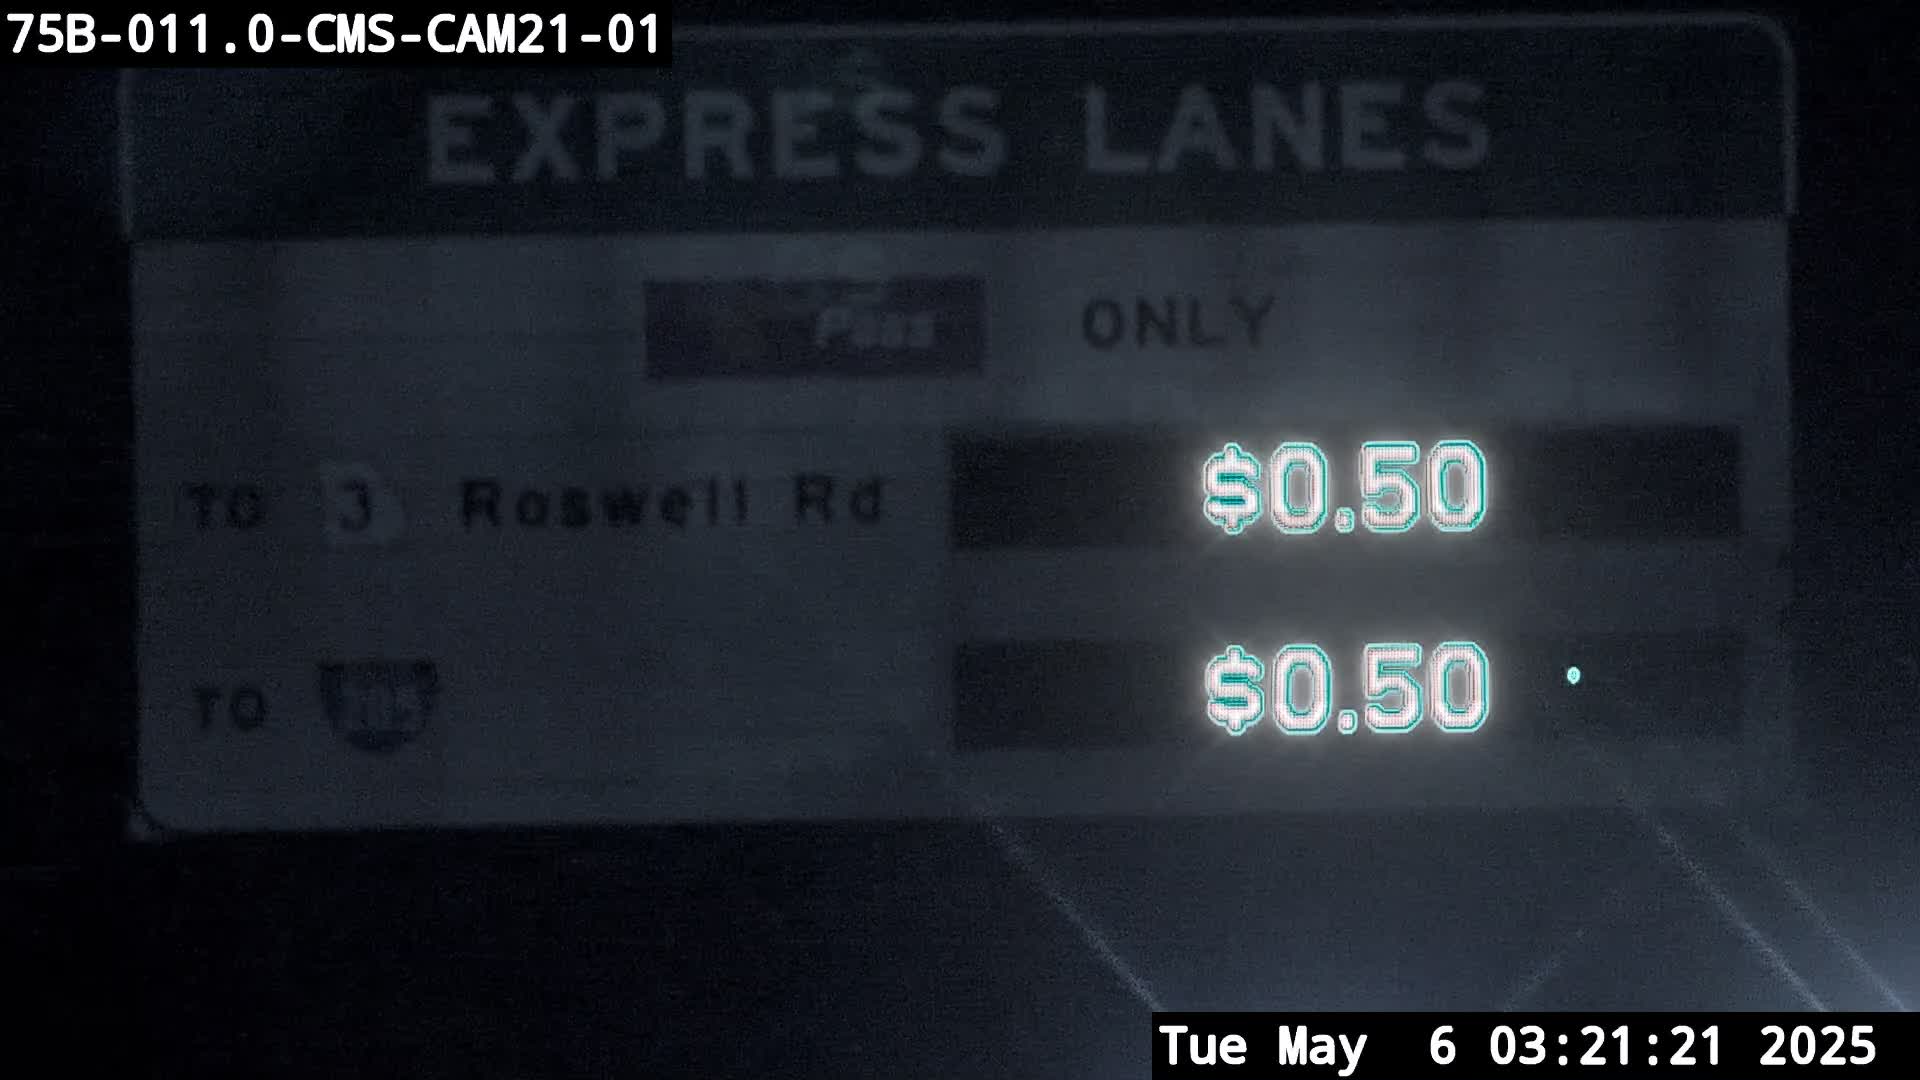 75B-011.0-CMS-CAM21-01
EXPRESS LANES
Pass ONLY
TO 3 Roswell Rd $0.50
TO $0.50
Tue May 6 03:21:21 2025